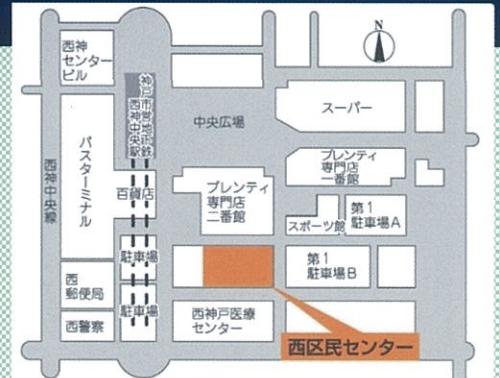 N
西神
センター
ビル
神戸市営地下鉄
西神中央駅
中央広場
スーパー
西神中央線
バスターミナル
百貨店
プレンティ
専門店
一番館
プレンティ
専門店
二番館
スポーツ館
第1
駐車場A
駐車場
第1
駐車場B
西
郵便局
駐車場
西警察
西神戸医療
センター
西区民センター